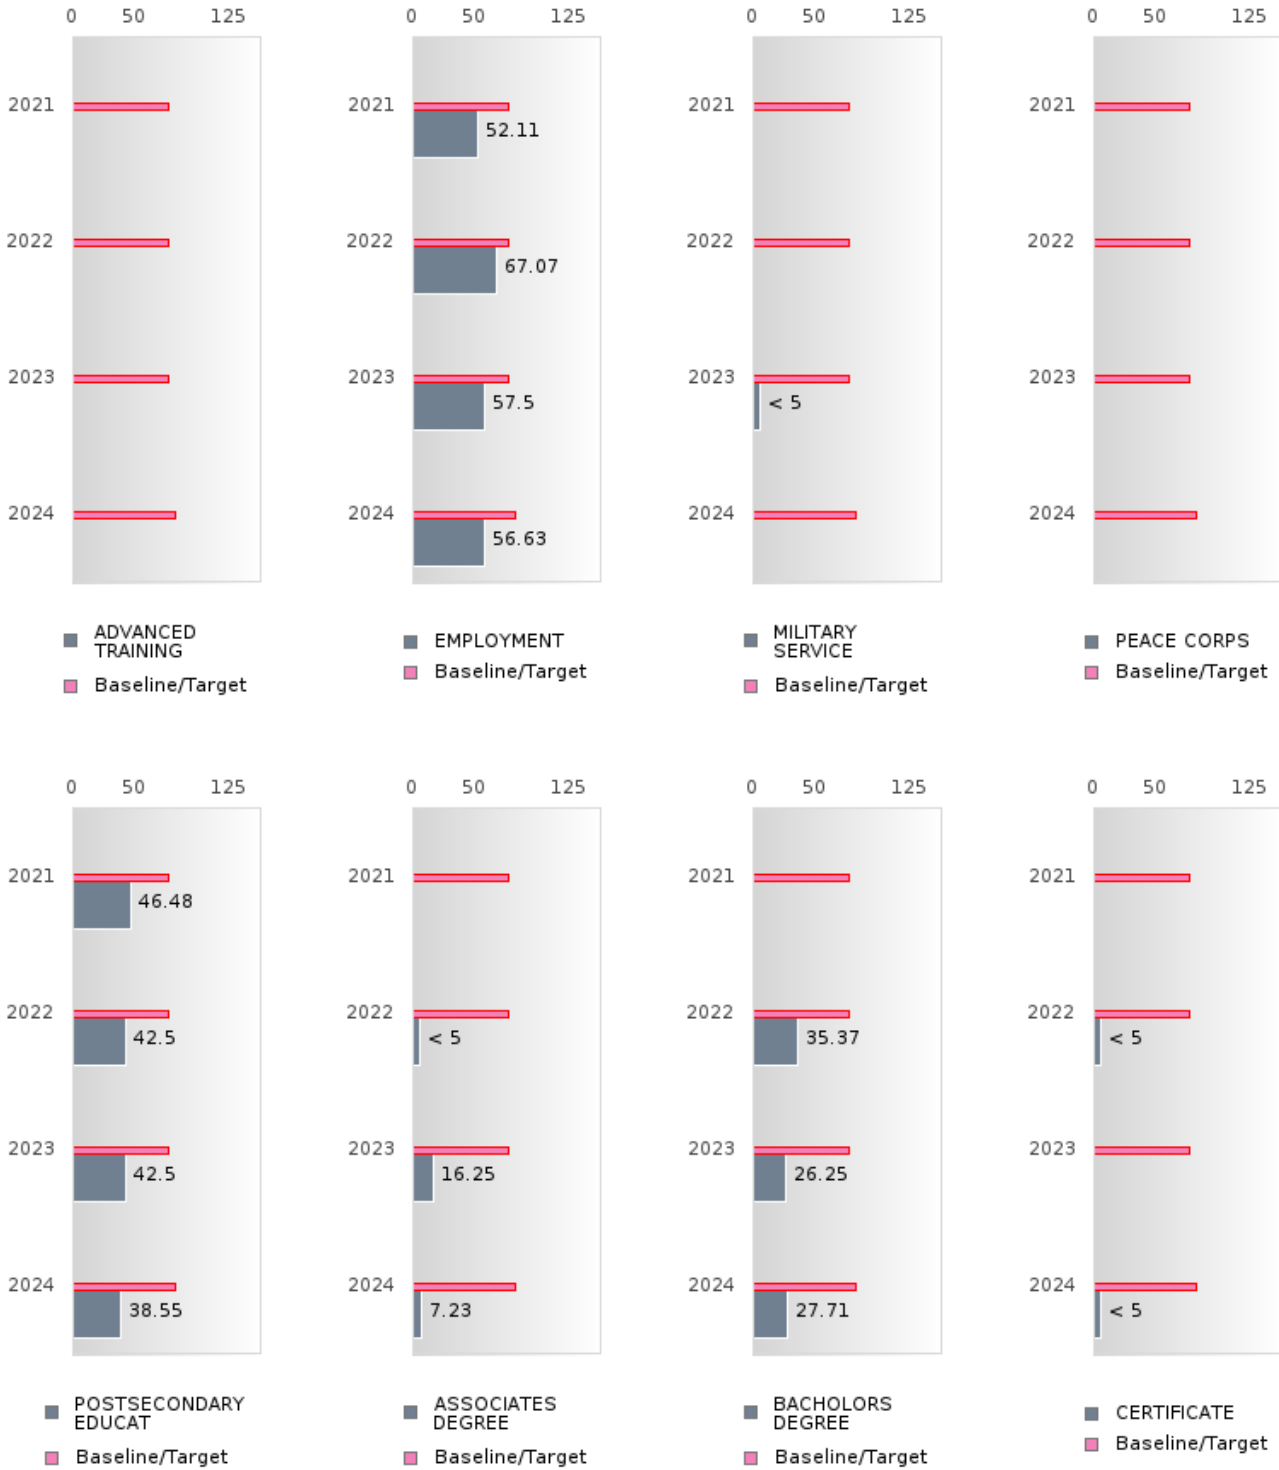 0 50 125 0 50 125 0 50 125 0 50 125
2021 2021 2021 2021
52.11
2022 2022 2022 2022
67.07
2023 2023 2023 2023
57.5 < 5
2024 2024 2024 2024
56.63
ADVANCED
TRAINING
Baseline/Target
EMPLOYMENT
Baseline/Target
MILITARY
SERVICE
Baseline/Target
PEACE CORPS
Baseline/Target
0 50 125 0 50 125 0 50 125 0 50 125
2021 2021 2021 2021
46.48
2022 2022 2022 2022
42.5 < 5 35.37 < 5
2023 2023 2023 2023
42.5 16.25 26.25
2024 2024 2024 2024
38.55 7.23 27.71 < 5
POSTSECONDARY
EDUCAT
Baseline/Target
ASSOCIATES
DEGREE
Baseline/Target
BACHOLORS
DEGREE
Baseline/Target
CERTIFICATE
Baseline/Target